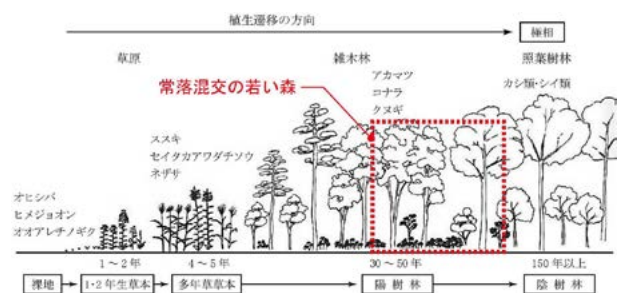 植生遷移の方向
極相
草原
雑木林
照葉樹林
常落混交の若い森
アカマツ
コナラ
クヌギ
カシ類・シイ類
ススキ
セイタカアワダチソウ
ネザサ
オヒシバ
ヒメジョオン
オオアレチノギク
1〜2年
4〜5年
30〜50年
150年以上
裸地
1・2年生草本
多年草草本
陽樹林
陰樹林